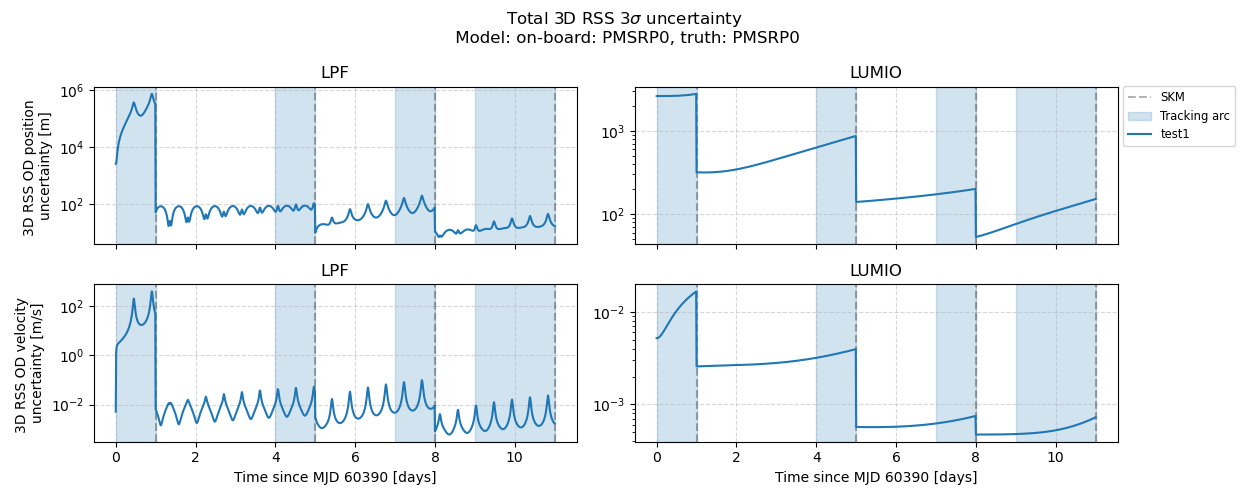 Total 3D RSS 3σ uncertainty
Model: on-board: PMSRP0, truth: PMSRP0
LPF
LUMIO
3D RSS OD position
uncertainty [m]
10^6
10^4
10^2
10^3
10^2
SKM
Tracking arc
test1
LPF
LUMIO
3D RSS OD velocity
uncertainty [m/s]
10^2
10^0
10^−2
10^−2
10^−3
0 2 4 6 8 10
0 2 4 6 8 10
Time since MJD 60390 [days]
Time since MJD 60390 [days]